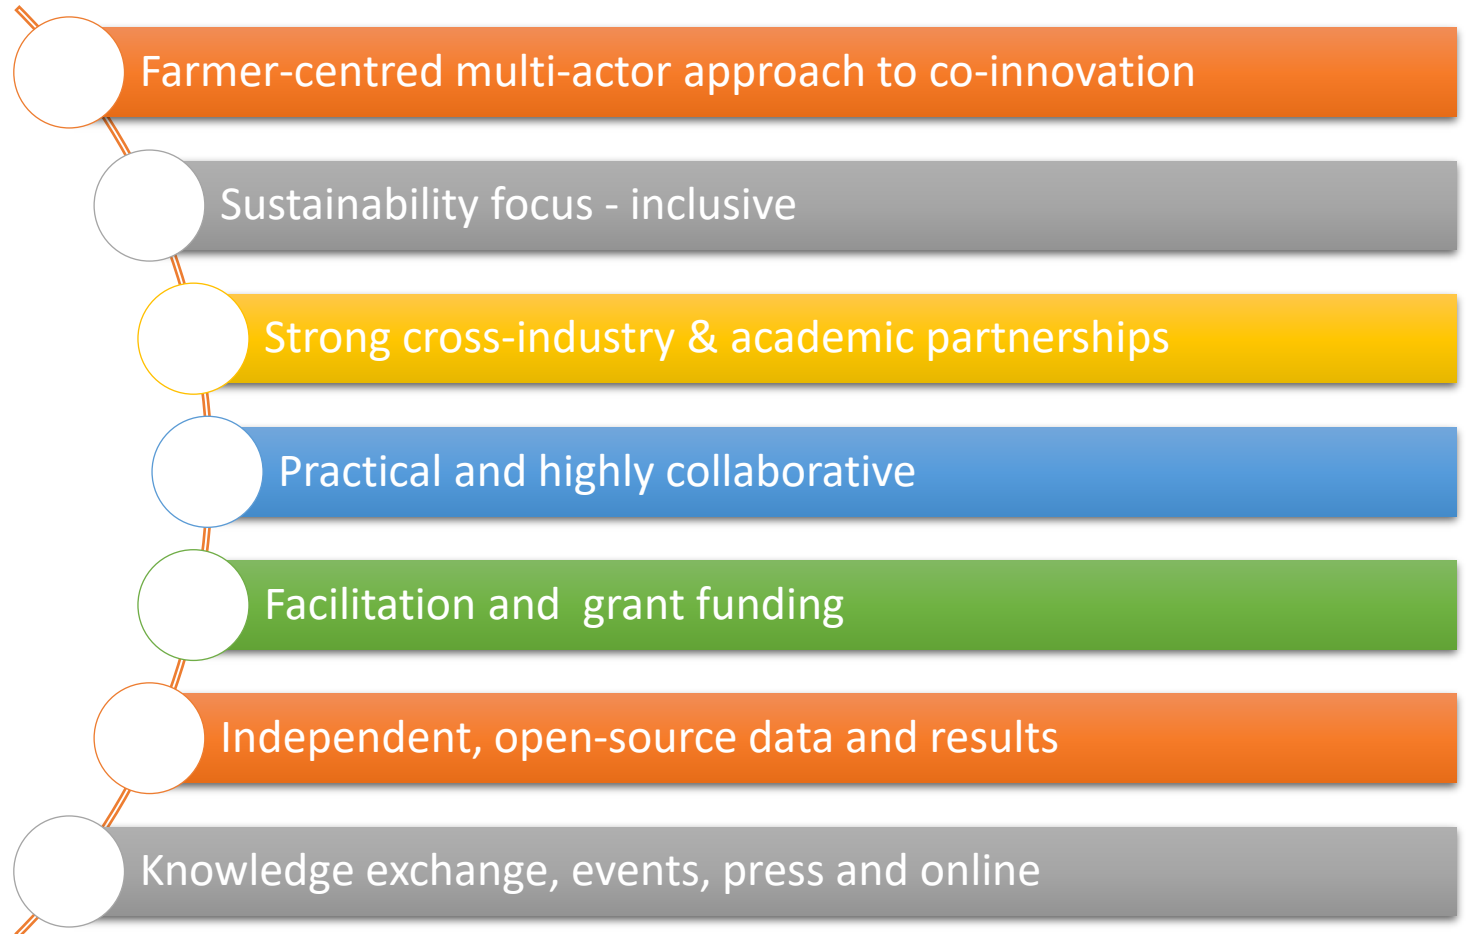 Farmer-centred multi-actor approach to co-innovation
Sustainability focus - inclusive
Strong cross-industry & academic partnerships
Practical and highly collaborative
Facilitation and  grant funding
Independent, open-source data and results
Knowledge exchange, events, press and online